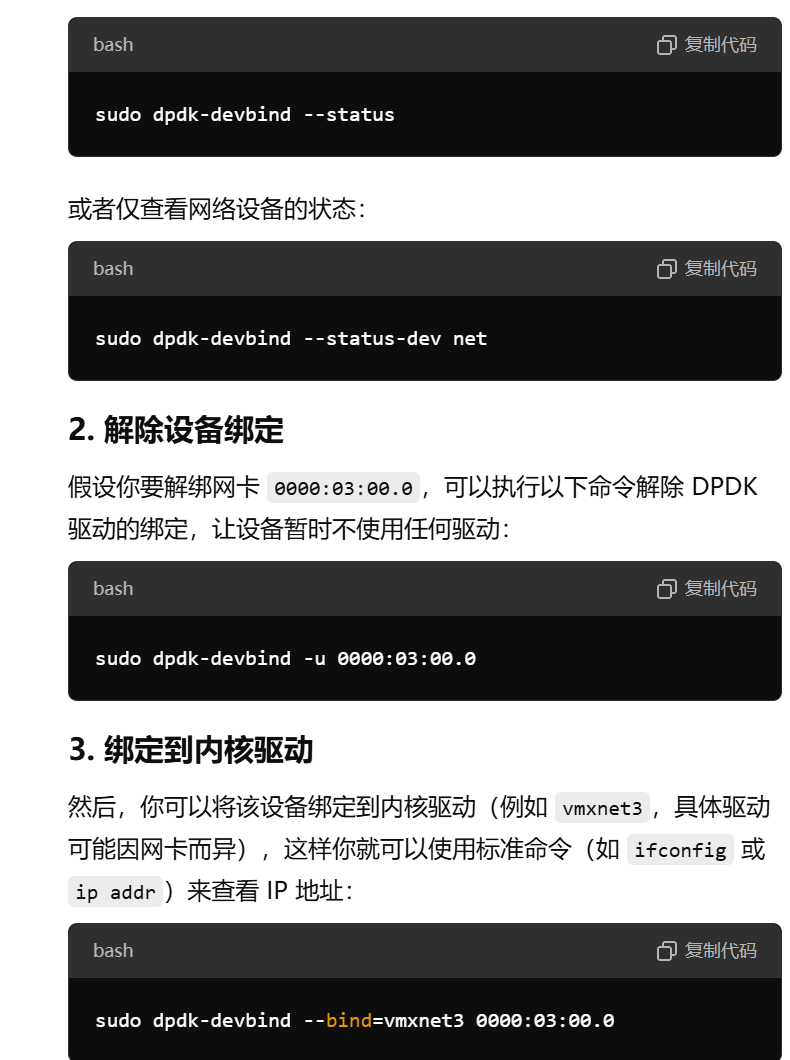 bash 复制代码
sudo dpdk-devbind --status
或者仅查看网络设备的状态：
bash 复制代码
sudo dpdk-devbind --status-dev net
2. 解除设备绑定
假设你要解绑网卡 0000:03:00.0，可以执行以下命令解除 DPDK
驱动的绑定，让设备暂时不使用任何驱动：
bash 复制代码
sudo dpdk-devbind -u 0000:03:00.0
3. 绑定到内核驱动
然后，你可以将该设备绑定到内核驱动（例如 vmxnet3，具体驱动
可能因网卡而异），这样你就可以使用标准命令（如 ifconfig 或
ip addr）来查看 IP 地址：
bash 复制代码
sudo dpdk-devbind --bind=vmxnet3 0000:03:00.0